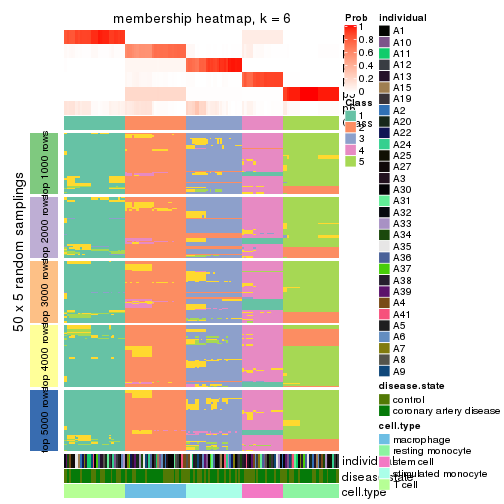 membership heatmap, k = 6
50 x 5 random samplings
top 1000 rows
top 2000 rows
top 3000 rows
top 4000 rows
top 5000 rows
Prob
1
0.8
0.6
0.4
0.2
0
Class
1
2
3
4
5
individual
disease.state
cell.type
individual
A1
A10
A11
A12
A13
A15
A19
A2
A20
A22
A24
A25
A27
A3
A30
A31
A32
A33
A34
A35
A36
A37
A38
A39
A4
A41
A5
A6
A7
A8
A9
disease.state
control
coronary artery disease
cell.type
macrophage
resting monocyte
stem cell
stimulated monocyte
T cell